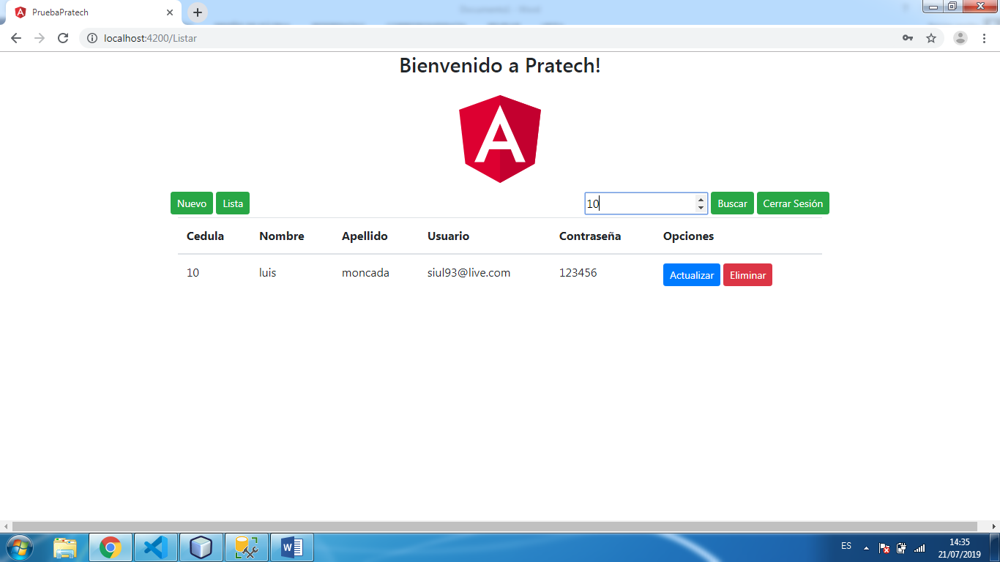 PruebaPratech
localhost:4200/Listar
Bienvenido a Pratech!
A
Nuevo Lista 10 Buscar Cerrar Sesión
Cedula Nombre Apellido Usuario Contraseña Opciones
10 luis moncada siul93@live.com 123456 Actualizar Eliminar
ES 14:35
21/07/2019